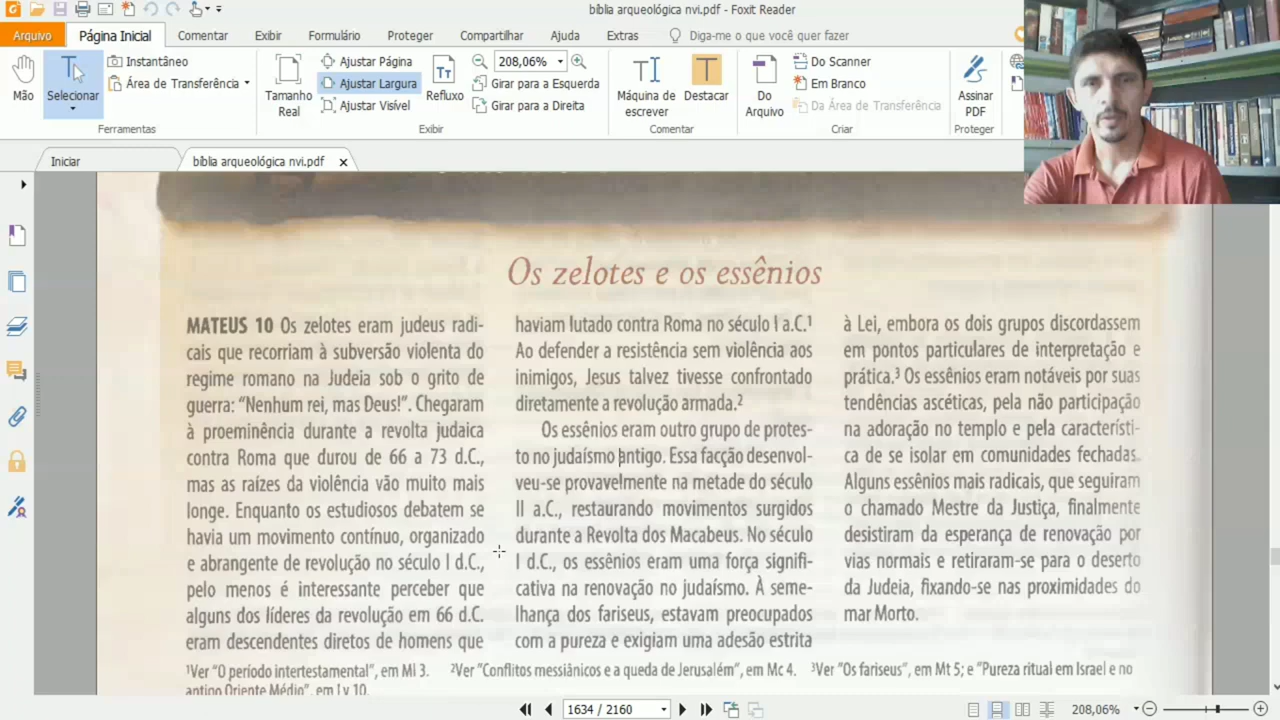 bíblia arqueológica nvi.pdf - Foxit Reader
Arquivo
Página Inicial
Comentar
Exibir
Formulário
Proteger
Compartilhar
Ajuda
Extras
Diga-me o que você quer fazer
Mão
Selecionar
Instantâneo
Área de Transferência
Ferramentas
Tamanho
Real
Ajustar Página
Ajustar Largura
Ajustar Visível
Refluxo
208,06%
Girar para a Esquerda
Girar para a Direita
Exibir
Máquina de
escrever
Destacar
Comentar
Do
Arquivo
Do Scanner
Em Branco
Da Área de Transferência
Criar
Assinar
PDF
Proteger
Iniciar
bíblia arqueológica nvi.pdf
Os zelotes e os essênios
MATEUS 10 Os zelotes eram judeus radi-
cais que recorriam à subversão violenta do
regime romano na Judeia sob o grito de
guerra: “Nenhum rei, mas Deus!”. Chegaram
à proeminência durante a revolta judaica
contra Roma que durou de 66 a 73 d.C.,
mas as raízes da violência vão muito mais
longe. Enquanto os estudiosos debatem se
havia um movimento contínuo, organizado
e abrangente de revolução no século I d.C.,
pelo menos é interessante perceber que
alguns dos líderes da revolução em 66 d.C.
eram descendentes diretos de homens que
haviam lutado contra Roma no século I a.C.¹
Ao defender a resistência sem violência aos
inimigos, Jesus talvez tivesse confrontado
diretamente a revolução armada.²
Os essênios eram outro grupo de protes-
to no judaísmo antigo. Essa facção desenvol-
veu-se provavelmente na metade do século
II a.C., restaurando movimentos surgidos
durante a Revolta dos Macabeus. No século
I d.C., os essênios eram uma força signifi-
cativa na renovação no judaísmo. À seme-
lhança dos fariseus, estavam preocupados
com a pureza e exigiam uma adesão estrita
à Lei, embora os dois grupos discordassem
em pontos particulares de interpretação e
prática.³ Os essênios eram notáveis por suas
tendências ascéticas, pela não participação
na adoração no templo e pela característi-
ca de se isolar em comunidades fechadas.
Alguns essênios mais radicais, que seguiram
o chamado Mestre da Justiça, finalmente
desistiram da esperança de renovação por
vias normais e retiraram-se para o deserto
da Judeia, fixando-se nas proximidades do
mar Morto.
¹Ver “O período intertestamental”, em Ml 3. ²Ver “Conflitos messiânicos e a queda de Jerusalém”, em Mc 4. ³Ver “Os fariseus”, em Mt 5; e “Pureza ritual em Israel e no
antigo Oriente Médio”, em Lv 10.
1634 / 2160
208,06%